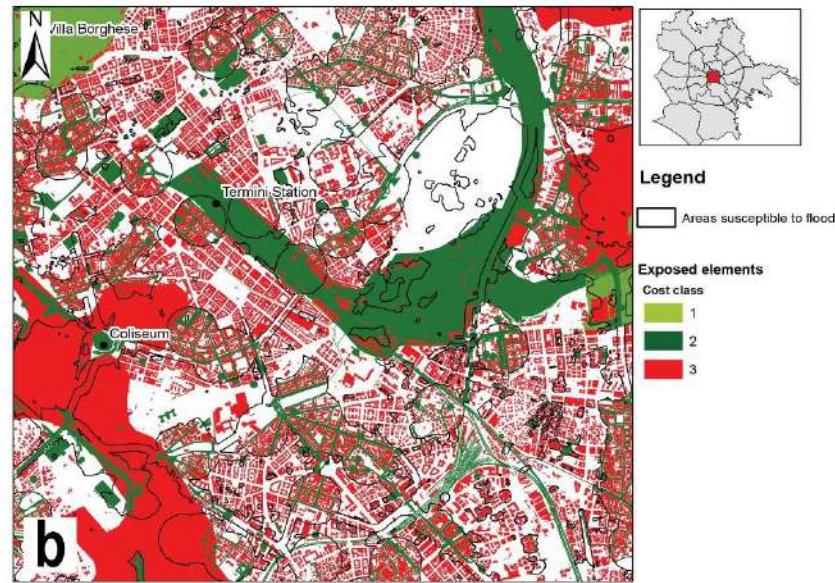 N
Villa Borghese
Termini Station
Coliseum
b
Legend
Areas susceptible to flood
Exposed elements
Cost class
1
2
3